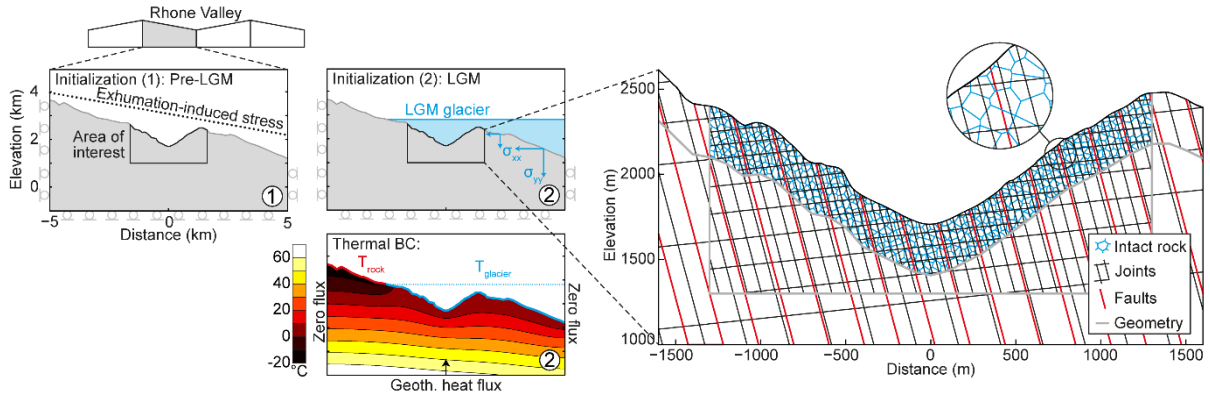 Rhone Valley
Initialization (1): Pre-LGM
Exhumation-induced stress
Area of
interest
1
Elevation (km)
4
2
0
−5
0
5
Distance (km)
Initialization (2): LGM
LGM glacier
σxx
σyy
2
Thermal BC:
Trock
Tglacier
Zero flux
Zero flux
2
Geoth. heat flux
60
40
20
0
-20
°C
Elevation (m)
2500
2000
1500
1000
−1500
−1000
−500
0
500
1000
1500
Distance (m)
Intact rock
Joints
Faults
Geometry